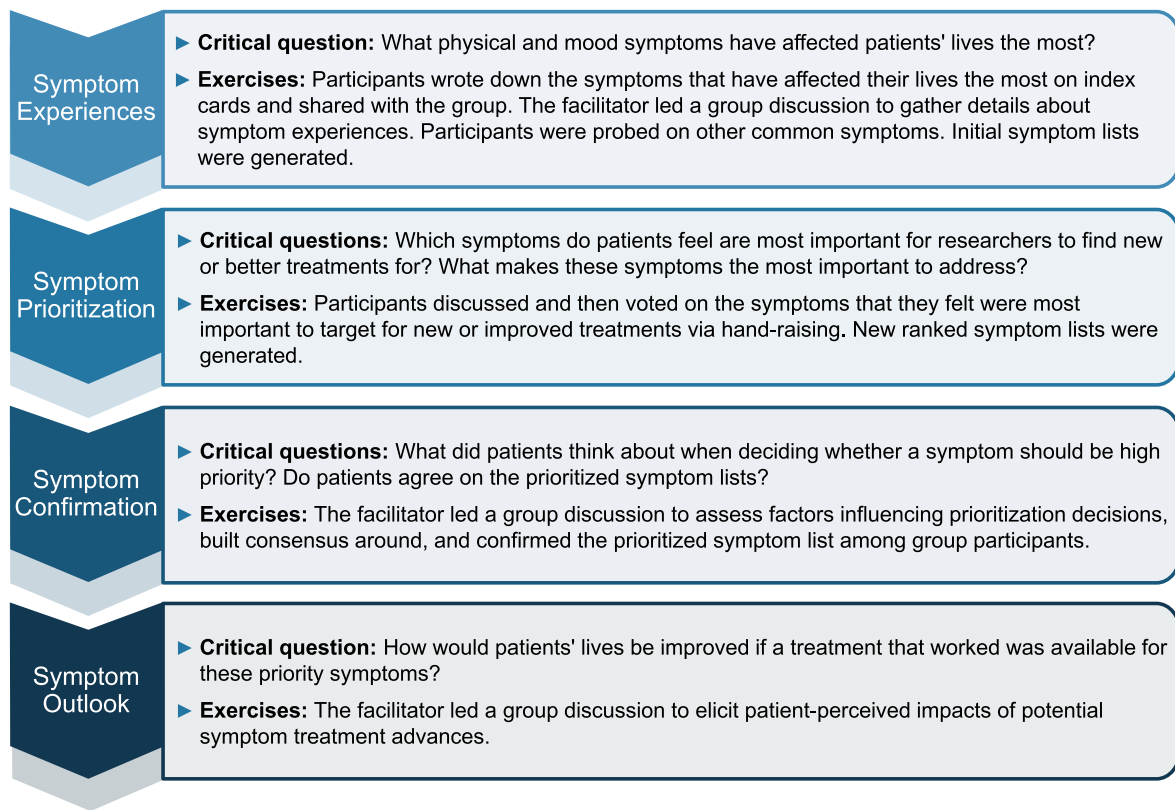 Symptom
Experiences
► Critical question: What physical and mood symptoms have affected patients' lives the most?
► Exercises: Participants wrote down the symptoms that have affected their lives the most on index
cards and shared with the group. The facilitator led a group discussion to gather details about
symptom experiences. Participants were probed on other common symptoms. Initial symptom lists
were generated.
Symptom
Prioritization
► Critical questions: Which symptoms do patients feel are most important for researchers to find new
or better treatments for? What makes these symptoms the most important to address?
► Exercises: Participants discussed and then voted on the symptoms that they felt were most
important to target for new or improved treatments via hand-raising. New ranked symptom lists were
generated.
Symptom
Confirmation
► Critical questions: What did patients think about when deciding whether a symptom should be high
priority? Do patients agree on the prioritized symptom lists?
► Exercises: The facilitator led a group discussion to assess factors influencing prioritization decisions,
built consensus around, and confirmed the prioritized symptom list among group participants.
Symptom
Outlook
► Critical question: How would patients' lives be improved if a treatment that worked was available for
these priority symptoms?
► Exercises: The facilitator led a group discussion to elicit patient-perceived impacts of potential
symptom treatment advances.